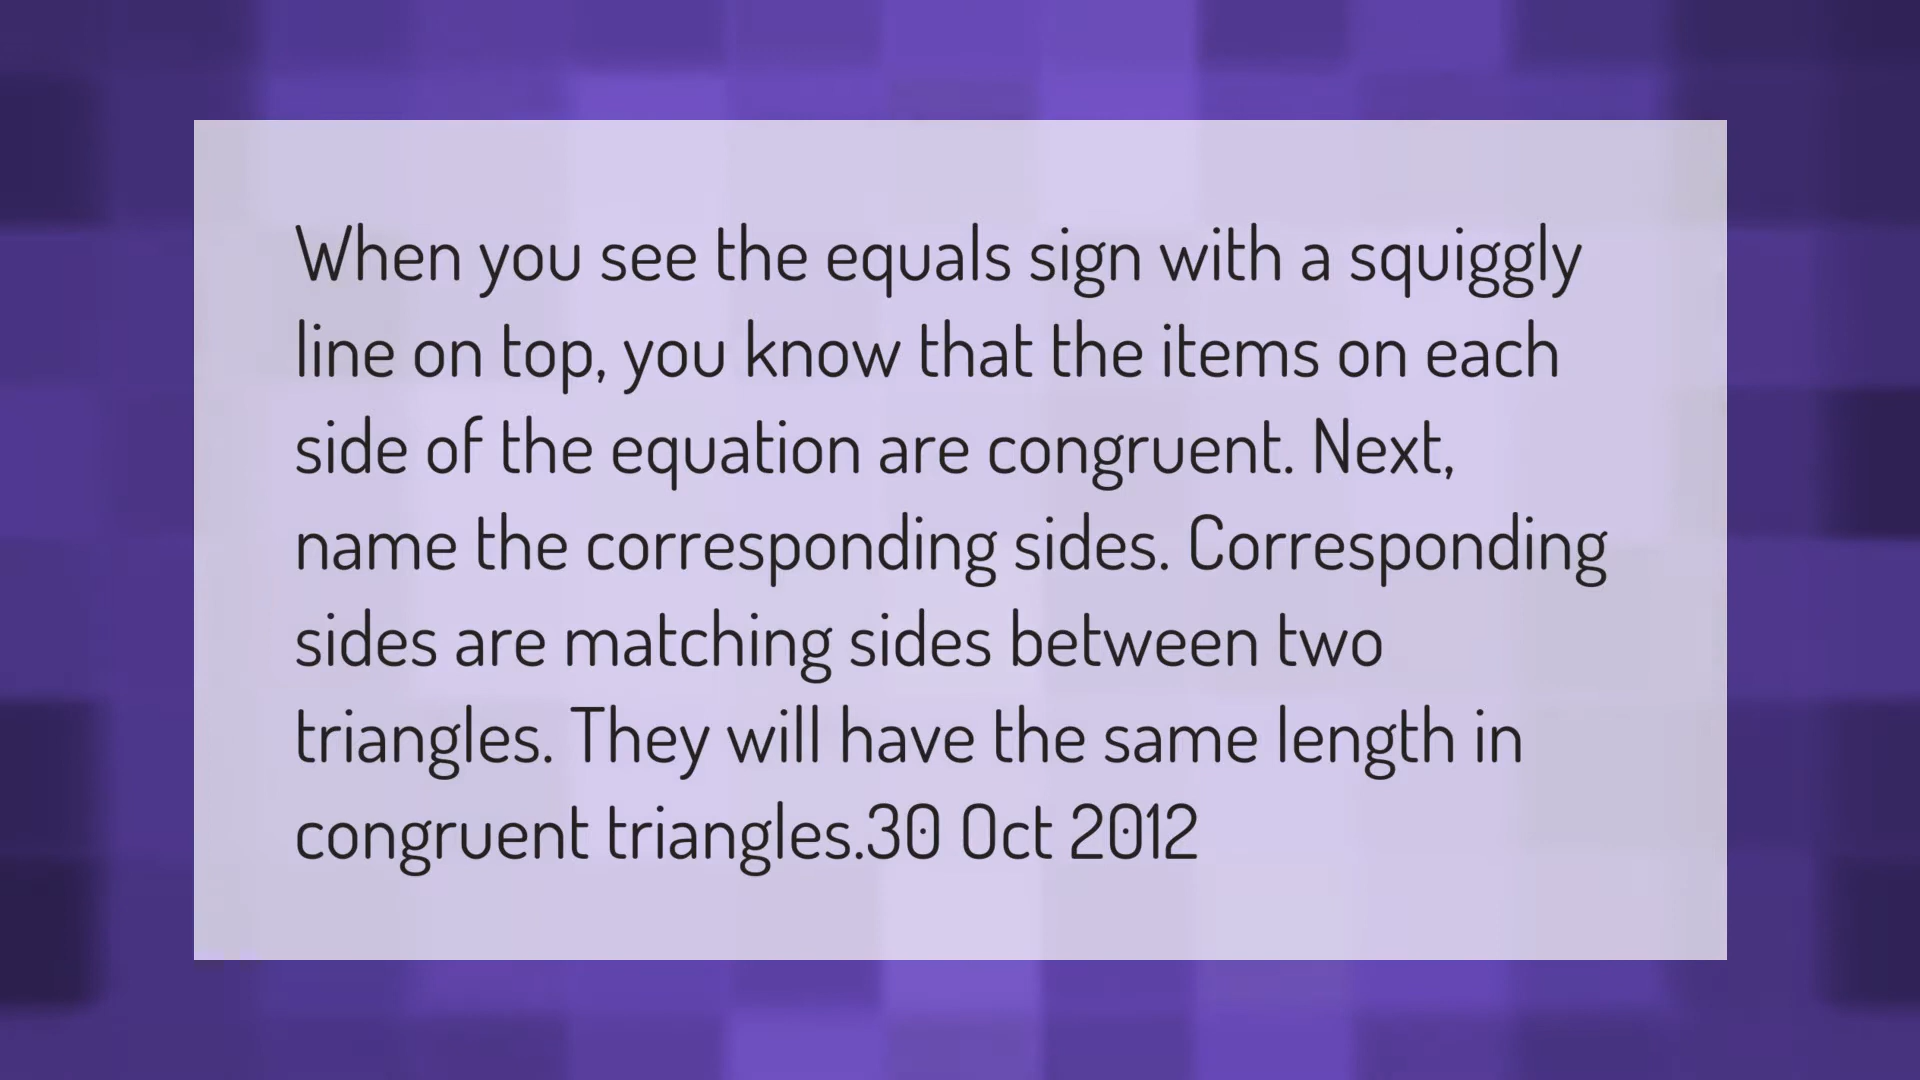 When you see the equals sign with a squiggly
line on top, you know that the items on each
side of the equation are congruent. Next,
name the corresponding sides. Corresponding
sides are matching sides between two
triangles. They will have the same length in
congruent triangles.30 Oct 2012